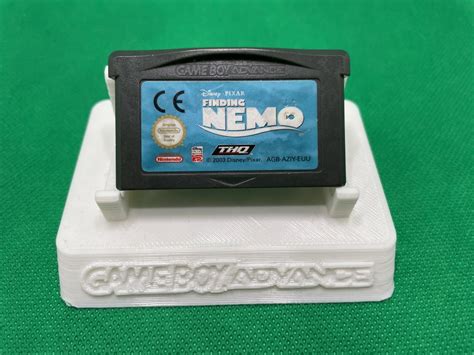 GAME BOY ADVANCE
Disney PIXAR
FINDING
NEMO
CE
Nintendo
THQ
© 2003 Disney/Pixar
AGB-AZIY-EUU
GAME BOY ADVANCE